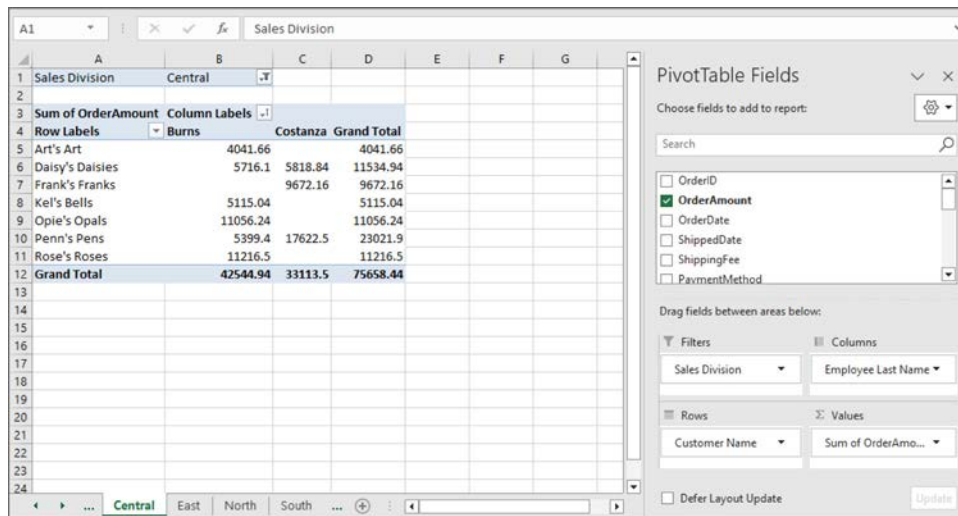 A1 fx Sales Division
A B C D E F G
1 Sales Division Central
2
3 Sum of OrderAmount Column Labels
4 Row Labels Burns Costanza Grand Total
5 Art's Art 4041.66 4041.66
6 Daisy's Daisies 5716.1 5818.84 11534.94
7 Frank's Franks 9672.16 9672.16
8 Kel's Bells 5115.04 5115.04
9 Opie's Opals 11056.24 11056.24
10 Penn's Pens 5399.4 17622.5 23021.9
11 Rose's Roses 11216.5 11216.5
12 Grand Total 42544.94 33113.5 75658.44
13
14
15
16
17
18
19
20
21
22
23
24
... Central East North South ...
PivotTable Fields
Choose fields to add to report:
Search
OrderID
OrderAmount
OrderDate
ShippedDate
ShippingFee
PaymentMethod
Drag fields between areas below:
Filters Columns
Sales Division Employee Last Name
Rows Σ Values
Customer Name Sum of OrderAmo...
Defer Layout Update Update